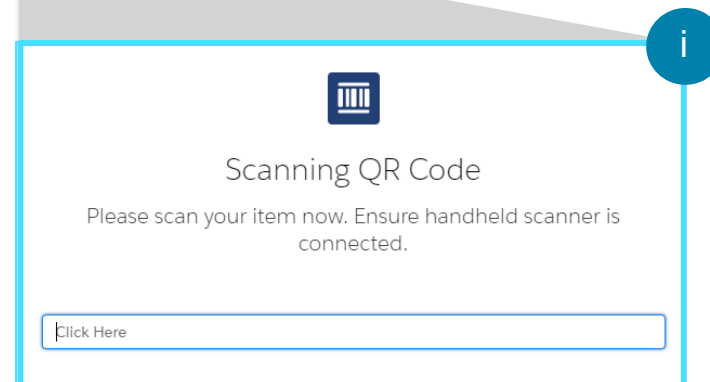 i
Scanning QR Code
Please scan your item now. Ensure handheld scanner is
connected.
Click Here